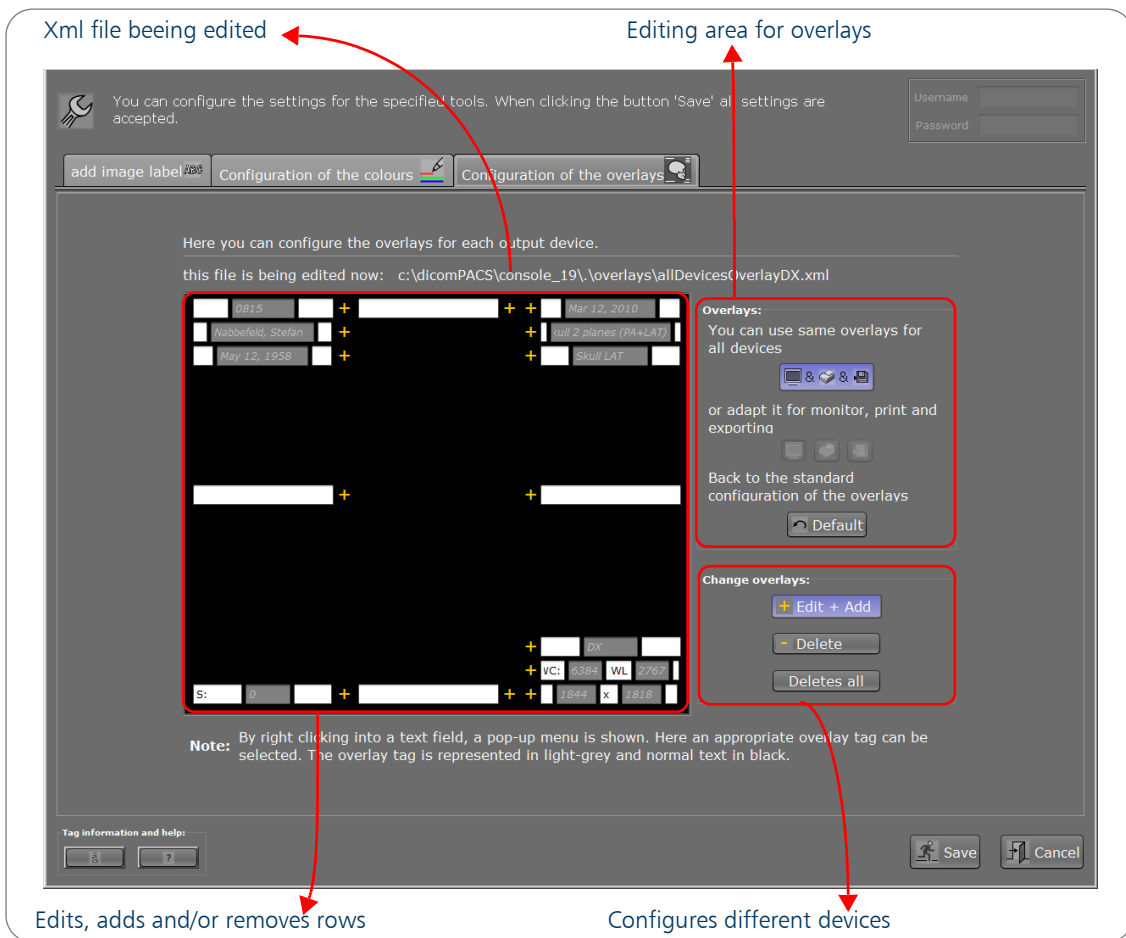 Xml file beeing edited
Editing area for overlays
You can configure the settings for the specified tools. When clicking the button 'Save' all settings are
accepted.
Username
Password
add image label ABC
Configuration of the colours
Configuration of the overlays
Here you can configure the overlays for each output device.
this file is being edited now: c:\dicomPACS\console_19\.\overlays\allDevicesOverlayDX.xml
0815 + + + Mar 12, 2010
Nabbefeld, Stefan + + kull 2 planes (PA+LAT)
May 12, 1958 + + Skull LAT
+ +
+ DX
+ WC: 6384 WL 2767
S: 0 + + + 1844 x 1818
Overlays:
You can use same overlays for
all devices
& &
or adapt it for monitor, print and
exporting
Back to the standard
configuration of the overlays
Default
Change overlays:
+ Edit + Add
- Delete
Deletes all
Note: By right clicking into a text field, a pop-up menu is shown. Here an appropriate overlay tag can be
selected. The overlay tag is represented in light-grey and normal text in black.
Tag information and help:
?
Save
Cancel
Edits, adds and/or removes rows
Configures different devices